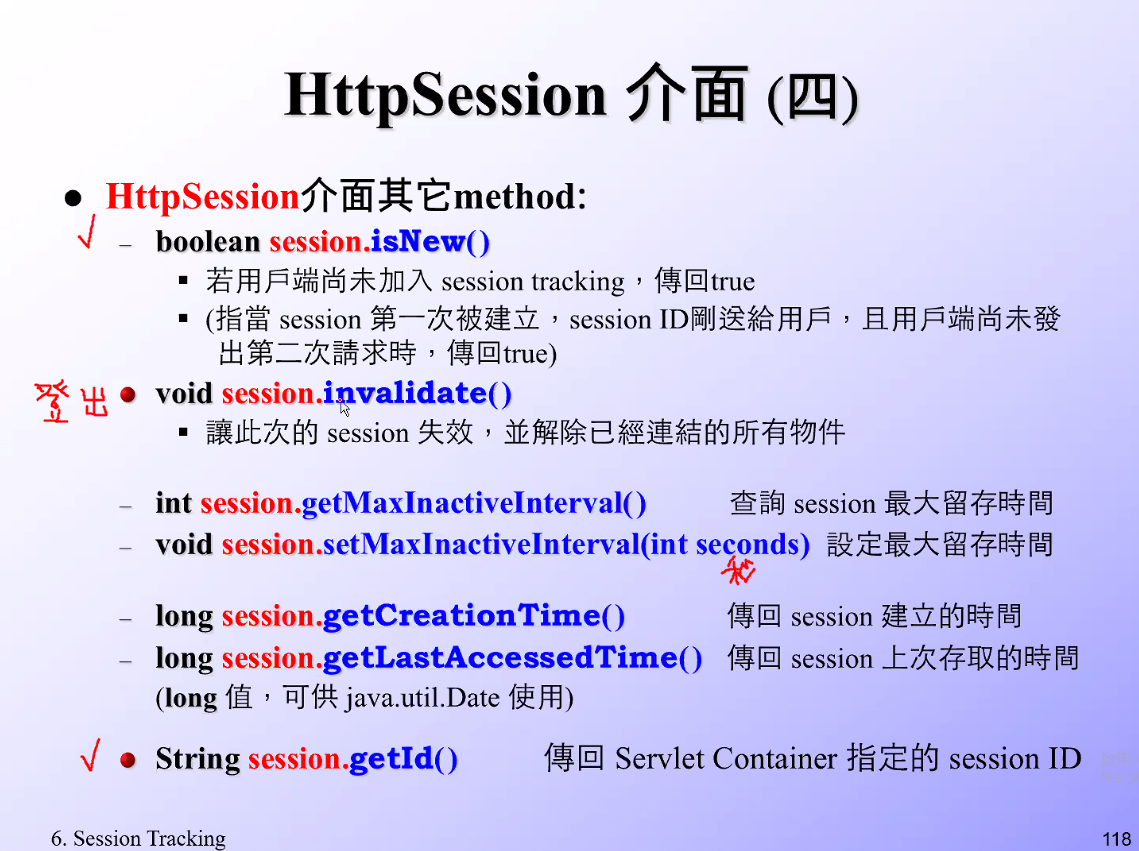 HttpSession 介面 (四)
● HttpSession介面其它method:
√
– boolean session.isNew()
▪ 若用戶端尚未加入 session tracking，傳回true
▪ (指當 session 第一次被建立，session ID剛送給用戶，且用戶端尚未發
出第二次請求時，傳回true)
登出
● void session.invalidate()
▪ 讓此次的 session 失效，並解除已經連結的所有物件
– int session.getMaxInactiveInterval() 查詢 session 最大留存時間
– void session.setMaxInactiveInterval(int seconds) 設定最大留存時間
秒
– long session.getCreationTime() 傳回 session 建立的時間
– long session.getLastAccessedTime() 傳回 session 上次存取的時間
(long 值，可供 java.util.Date 使用)
√
● String session.getId() 傳回 Servlet Container 指定的 session ID
6. Session Tracking
118